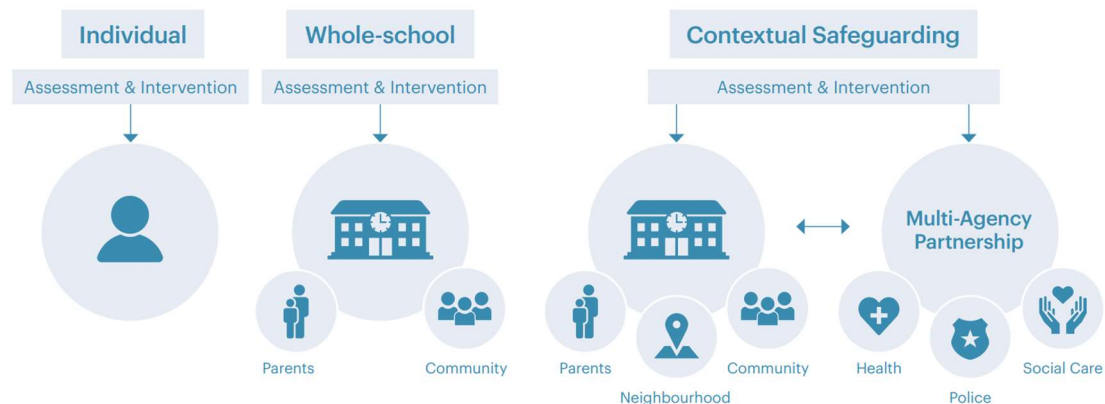 Individual
Whole-school
Contextual Safeguarding
Assessment & Intervention
Assessment & Intervention
Assessment & Intervention
Multi-Agency
Partnership
Parents
Community
Parents
Neighbourhood
Community
Health
Police
Social Care